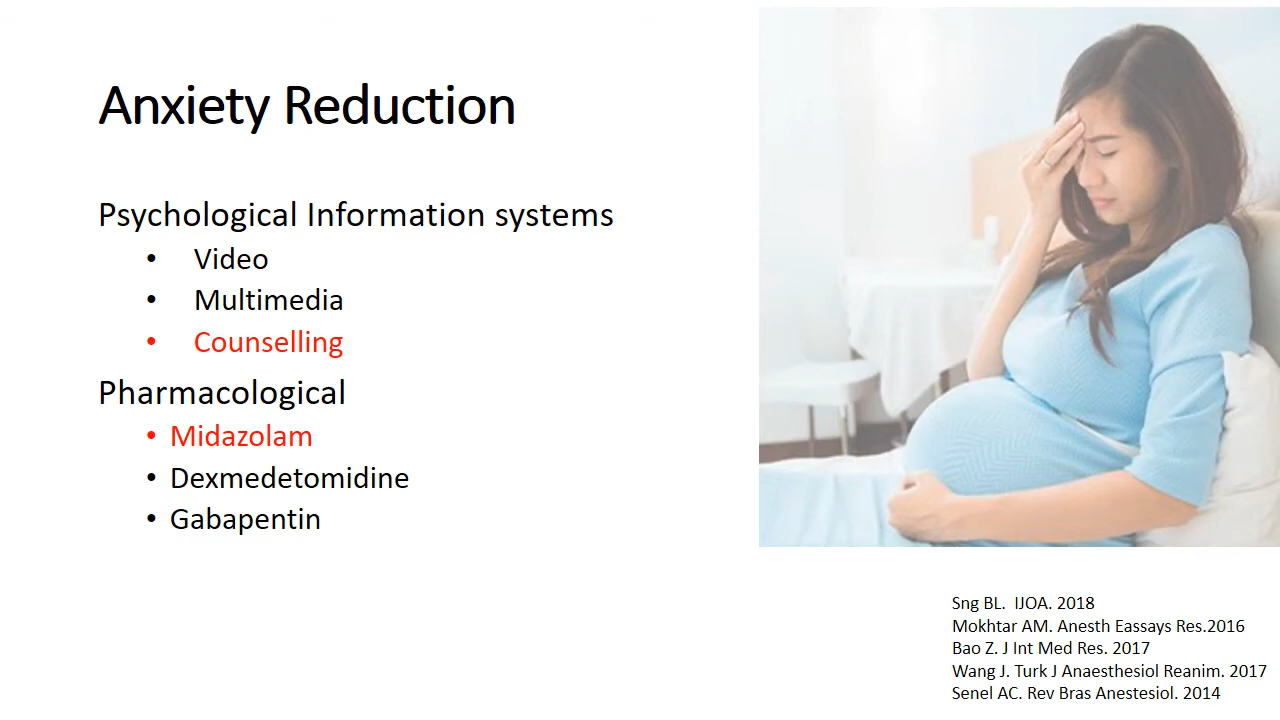 Anxiety Reduction
Psychological Information systems
• Video
• Multimedia
• Counselling
Pharmacological
• Midazolam
• Dexmedetomidine
• Gabapentin
Sng BL.  IJOA. 2018
Mokhtar AM. Anesth Eassays Res.2016
Bao Z. J Int Med Res. 2017
Wang J. Turk J Anaesthesiol Reanim. 2017
Senel AC. Rev Bras Anestesiol. 2014